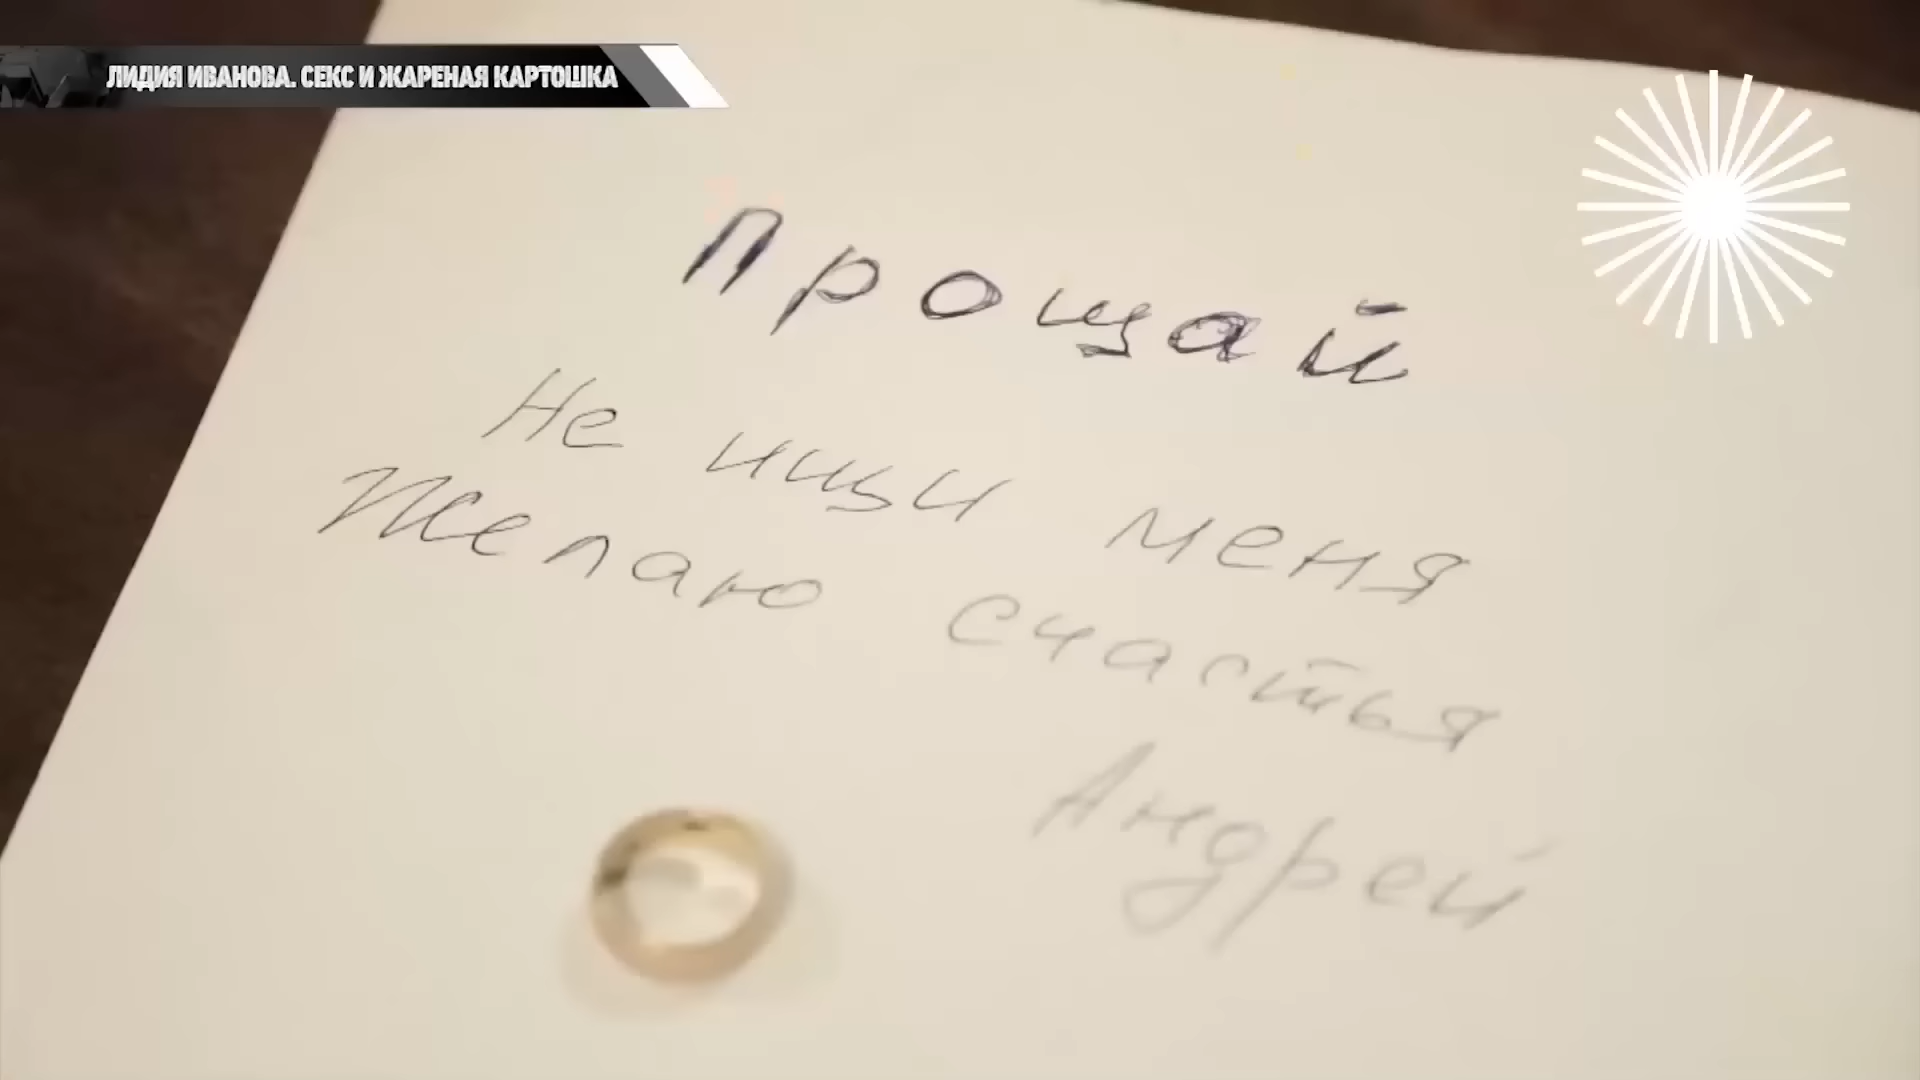 ЛИДИЯ ИВАНОВА. СЕКС И ЖАРЕНАЯ КАРТОШКА
Прощай
Не ищи меня
Желаю счастья
Андрей